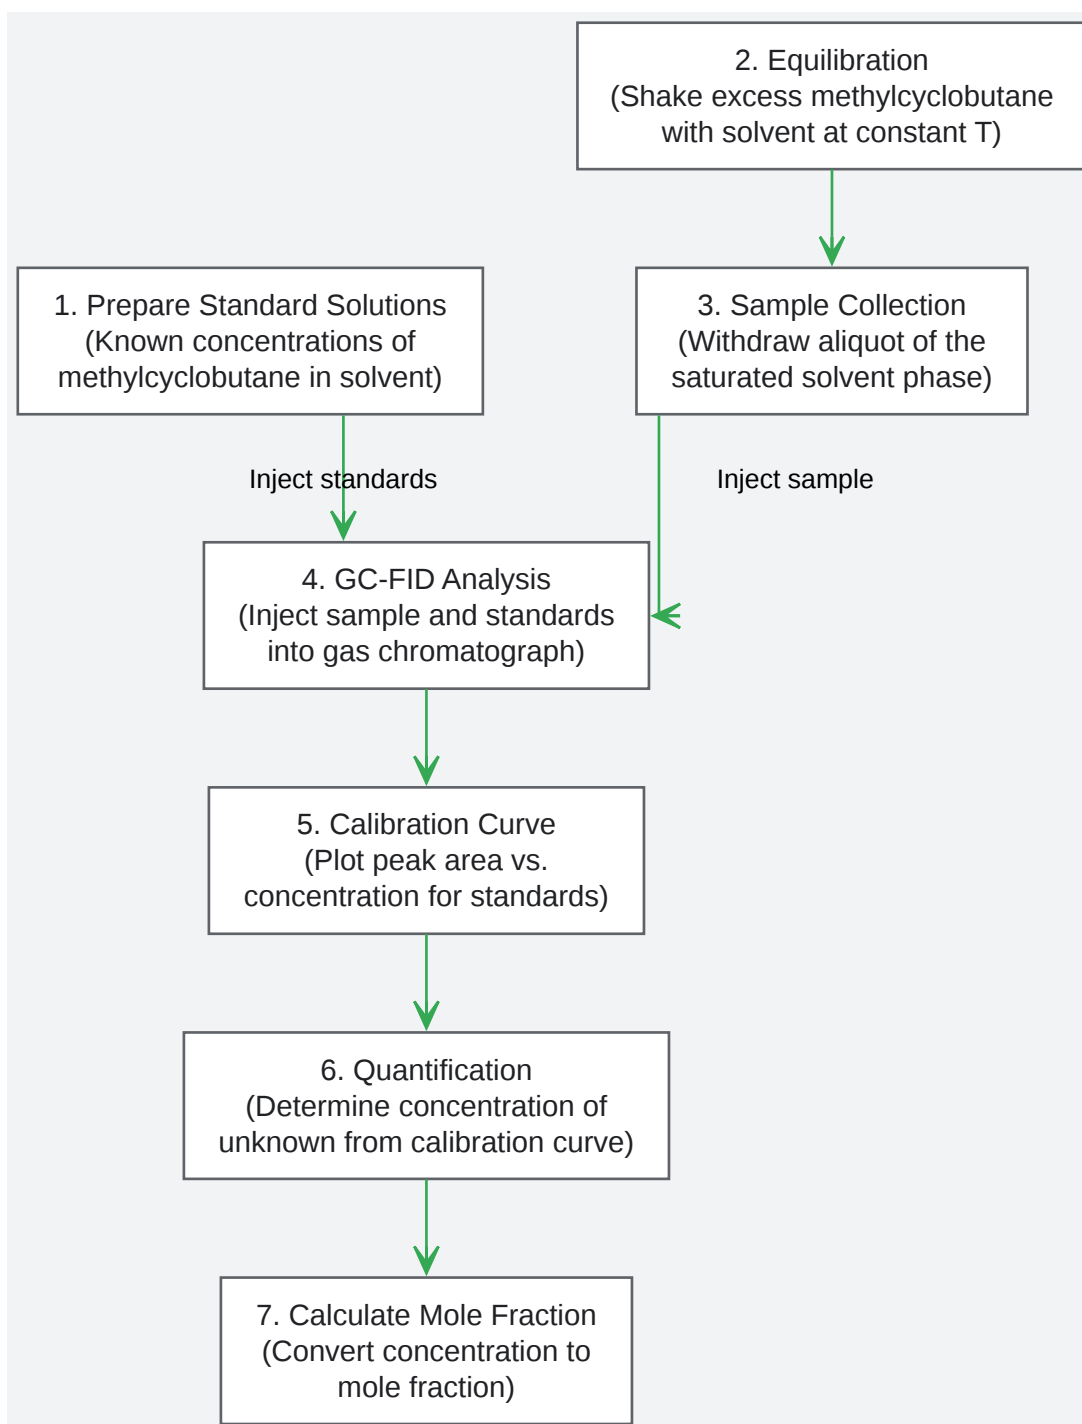 2. Equilibration
(Shake excess methylcyclobutane
with solvent at constant T)
1. Prepare Standard Solutions
(Known concentrations of
methylcyclobutane in solvent)
3. Sample Collection
(Withdraw aliquot of the
saturated solvent phase)
Inject standards
Inject sample
4. GC-FID Analysis
(Inject sample and standards
into gas chromatograph)
5. Calibration Curve
(Plot peak area vs.
concentration for standards)
6. Quantification
(Determine concentration of
unknown from calibration curve)
7. Calculate Mole Fraction
(Convert concentration to
mole fraction)